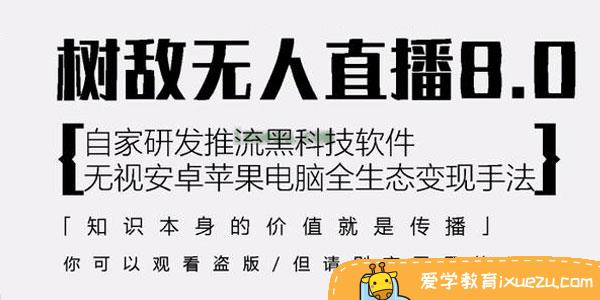 树敌无人直播8.0
自家研发推流黑科技软件
无视安卓苹果电脑全生态变现手法
「知识本身的价值就是传播」
你可以观看盗版/但请别
爱学教育ixuezu.com